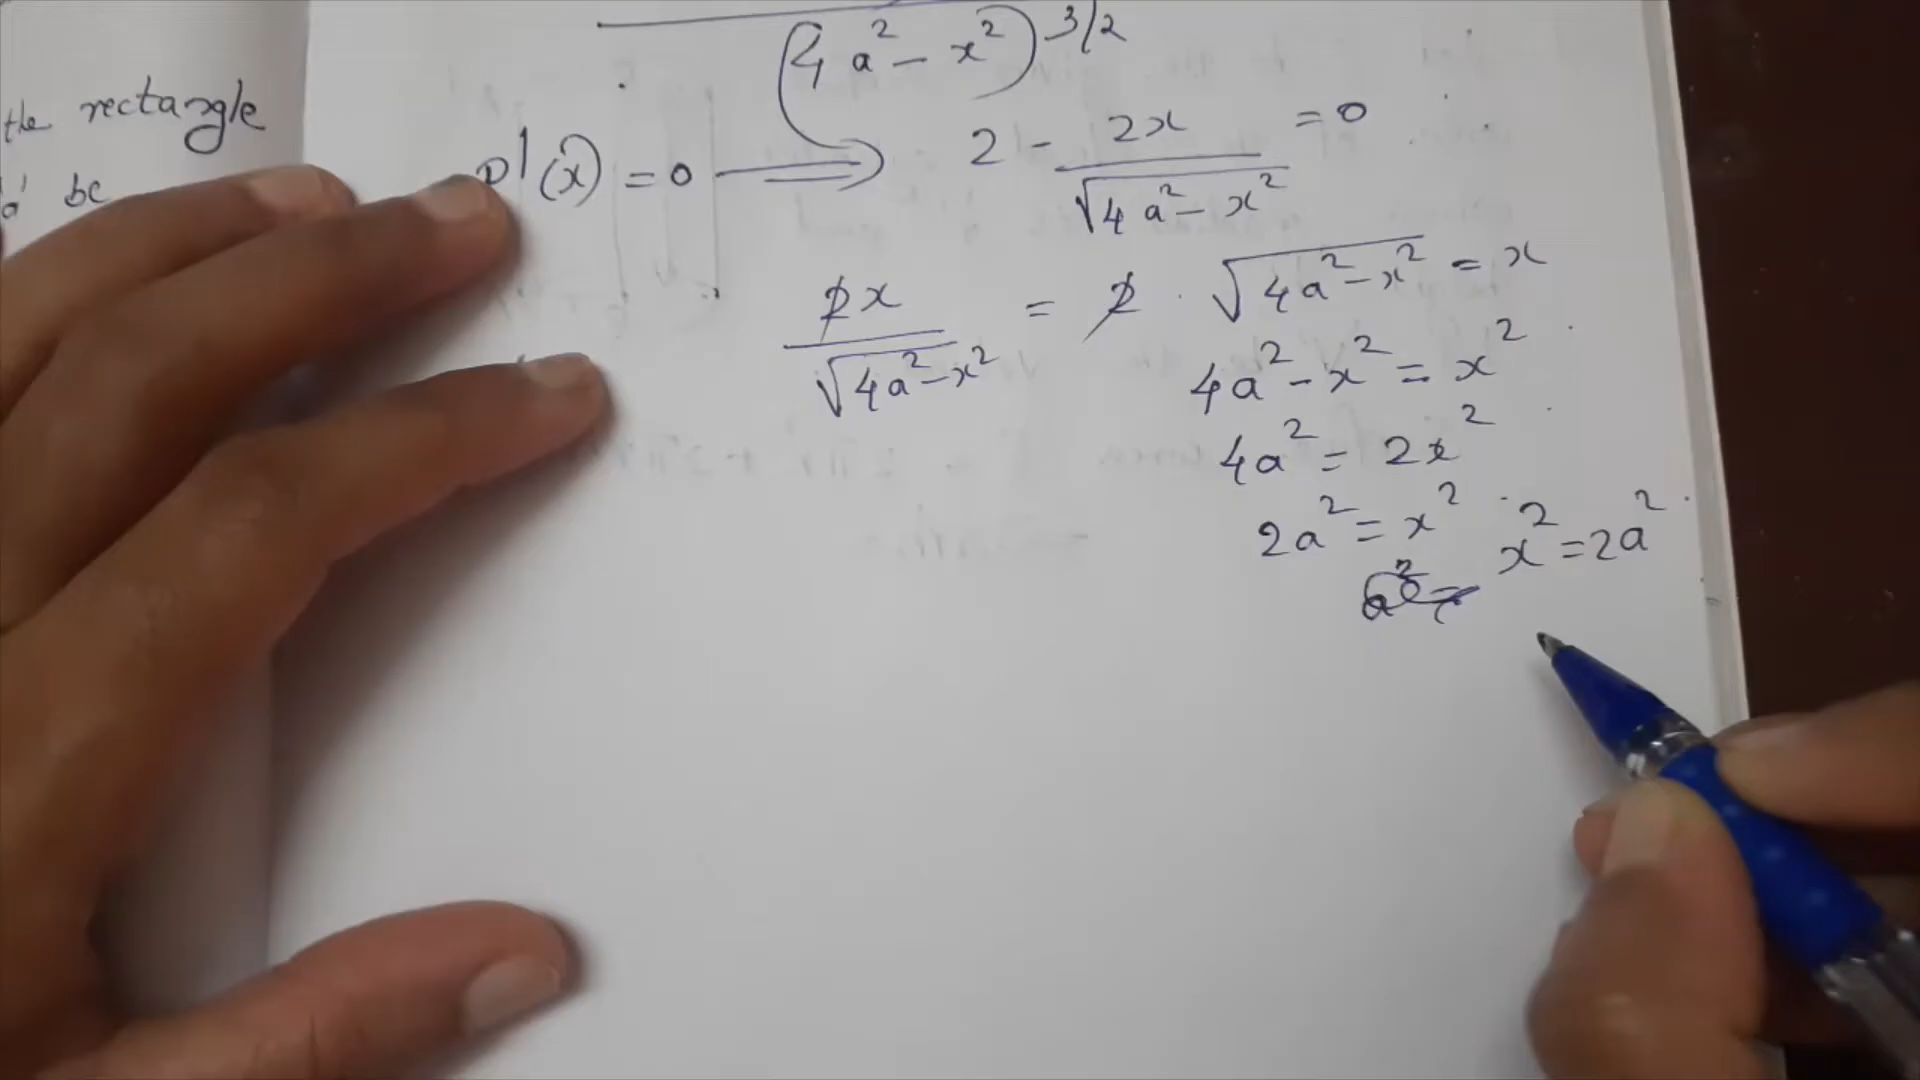 the rectangle
'a' be
(4a² - x²)^3/2
p'(x) = 0 ⟹ 2 - 2x/√(4a² - x²) = 0
2x/√(4a² - x²) = 2 . √(4a² - x²) = x
4a² - x² = x²
4a² = 2x²
2a² = x² x² = 2a²